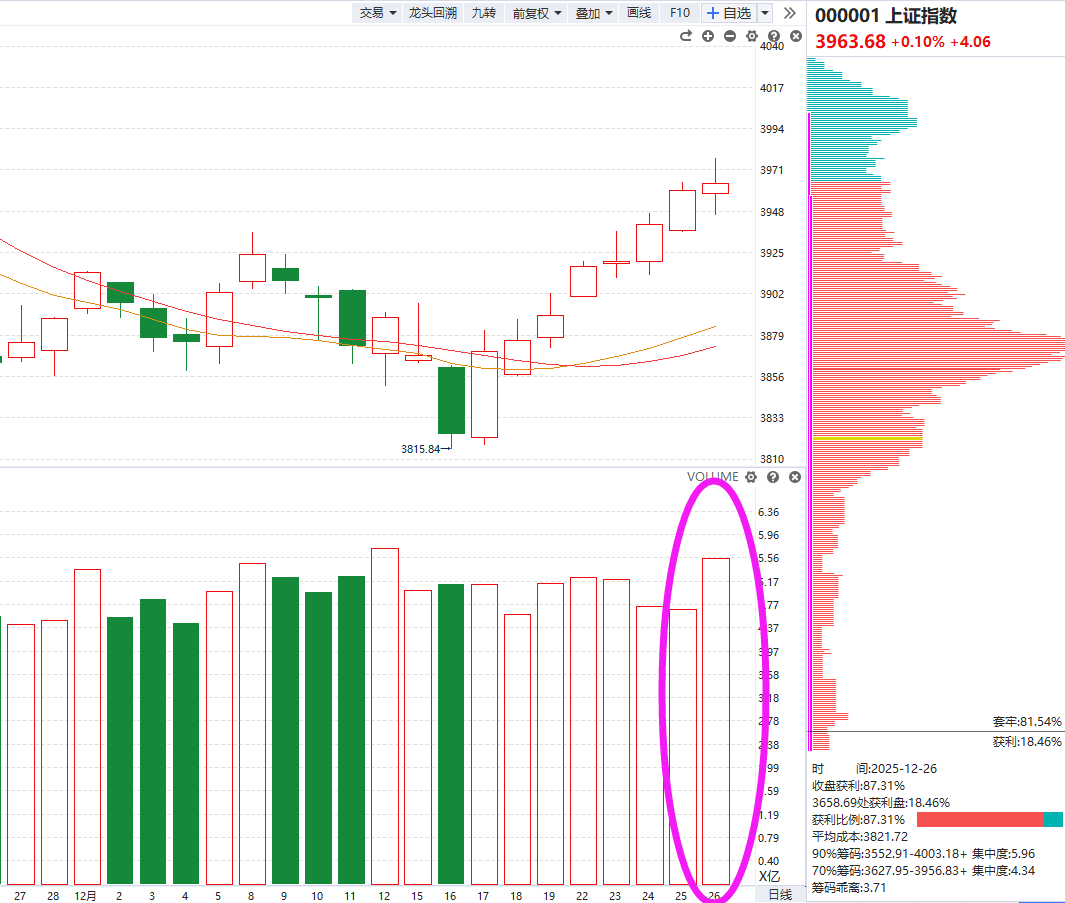 交易 龙头回溯 九转 前复权 叠加 画线 F10 +自选
000001 上证指数
3963.68 +0.10% +4.06
4040
4017
3994
3971
3948
3925
3902
3879
3856
3833
3810
3815.84
VOLUME
6.36
5.96
5.56
5.17
4.77
4.37
3.97
3.58
3.18
2.78
2.38
1.99
1.59
1.19
0.79
0.40
X亿
27 28 12月 2 3 4 5 8 9 10 11 12 15 16 17 18 19 22 23 24 25 26 日线
套牢:81.54%
获利:18.46%
时 间:2025-12-26
收盘获利:87.31%
3658.69处获利盘:18.46%
获利比例:87.31%
平均成本:3821.72
90%筹码:3552.91-4003.18+ 集中度:5.96
70%筹码:3627.95-3956.83+ 集中度:4.34
筹码乖离:3.71